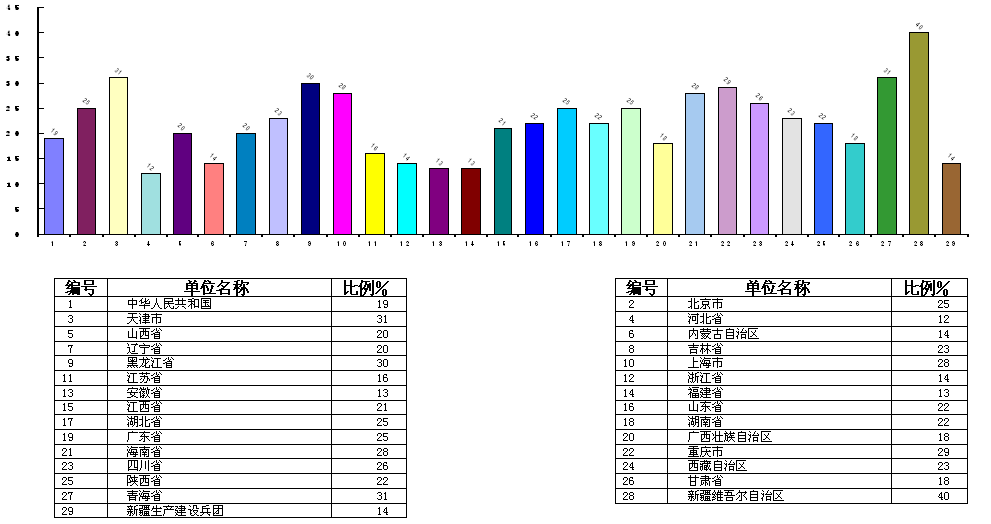 45
40
35
30
25
20
15
10
5
0
19 25 31 12 20 14 20 23 30 28 16 14 13 13 21 22 25 22 25 18 28 29 26 23 22 18 31 40 14
1 2 3 4 5 6 7 8 9 10 11 12 13 14 15 16 17 18 19 20 21 22 23 24 25 26 27 28 29
编号 单位名称 比例%
1 中华人民共和国 19
3 天津市 31
5 山西省 20
7 辽宁省 20
9 黑龙江省 30
11 江苏省 16
13 安徽省 13
15 江西省 21
17 湖北省 25
19 广东省 25
21 海南省 28
23 四川省 26
25 陕西省 22
27 青海省 31
29 新疆生产建设兵团 14
编号 单位名称 比例%
2 北京市 25
4 河北省 12
6 内蒙古自治区 14
8 吉林省 23
10 上海市 28
12 浙江省 14
14 福建省 13
16 山东省 22
18 湖南省 22
20 广西壮族自治区 18
22 重庆市 29
24 西藏自治区 23
26 甘肃省 18
28 新疆维吾尔自治区 40